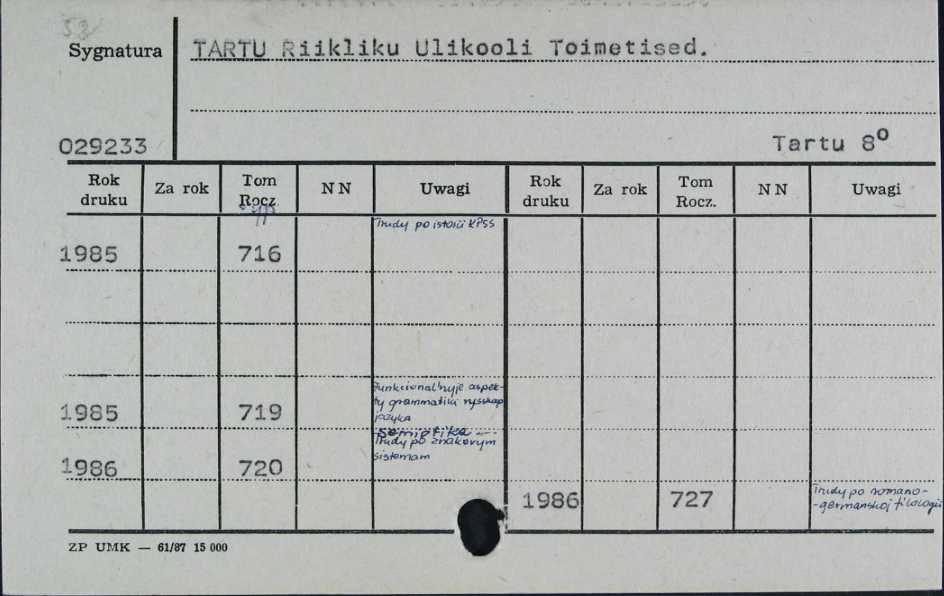 53
Sygnatura TARTU Riikliku Ulikooli Toimetised.
029233 Tartu 8º
Rok druku Za rok Tom Rocz. NN Uwagi Rok druku Za rok Tom Rocz. NN Uwagi
Trudy po istorii KPSS
1985 716
Funkcional'nyje aspek-
ty grammatiki russkogo
1985 719 jazyka
Semiotika
Trudy po znakovym
1986 720 sistemam
1986 727 Trudy po romano-
-germanskoj filologii
ZP UMK — 61/87 15 000